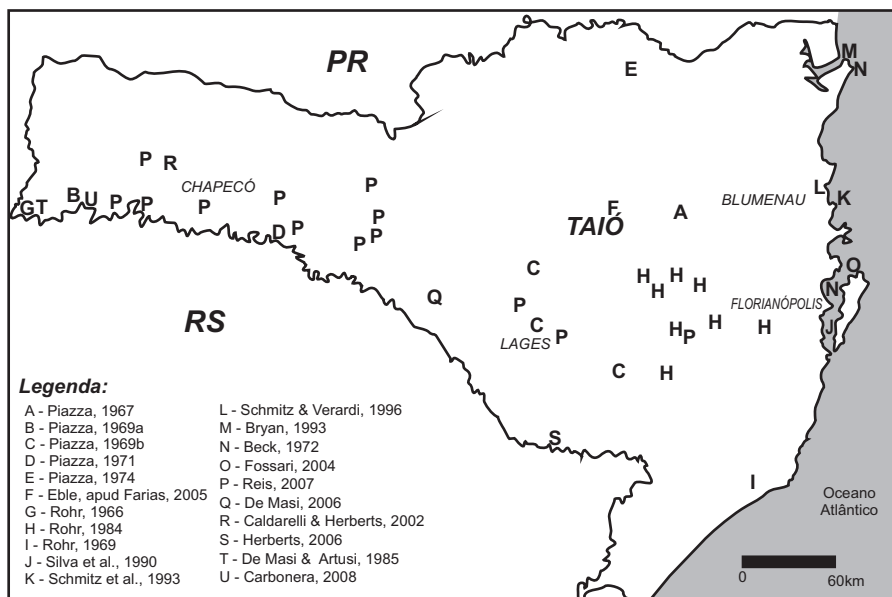 PR
M
E
N
P R
CHAPECÓ
P
P
L
BLUMENAU
K
G T B U P P P
F
A
TAIÓ
P
D P
P P
O
C
H H H H
N
Q
FLORIANÓPOLIS
P
C
LAGES
P
H P H H
J
RS
C H
S
I
Legenda:
A - Piazza, 1967
B - Piazza, 1969a
C - Piazza, 1969b
D - Piazza, 1971
E - Piazza, 1974
F - Eble, apud Farias, 2005
G - Rohr, 1966
H - Rohr, 1984
I - Rohr, 1969
J - Silva et al., 1990
K - Schmitz et al., 1993
L - Schmitz & Verardi, 1996
M - Bryan, 1993
N - Beck, 1972
O - Fossari, 2004
P - Reis, 2007
Q - De Masi, 2006
R - Caldarelli & Herberts, 2002
S - Herberts, 2006
T - De Masi & Artusi, 1985
U - Carbonera, 2008
Oceano
Atlântico
0 60km